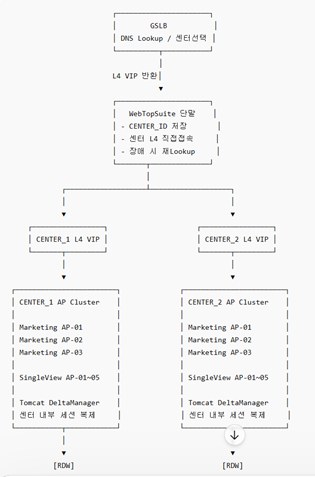 GSLB
DNS Lookup / 센터선택
L4 VIP 반환
WebTopSuite 단말
- CENTER_ID 저장
- 센터 L4 직접접속
- 장애 시 재Lookup
CENTER_1 L4 VIP
CENTER_2 L4 VIP
CENTER_1 AP Cluster
Marketing AP-01
Marketing AP-02
Marketing AP-03
SingleView AP-01~05
Tomcat DeltaManager
센터 내부 세션 복제
[RDW]
CENTER_2 AP Cluster
Marketing AP-01
Marketing AP-02
Marketing AP-03
SingleView AP-01~05
Tomcat DeltaManager
센터 내부 세션 복제
[RDW]